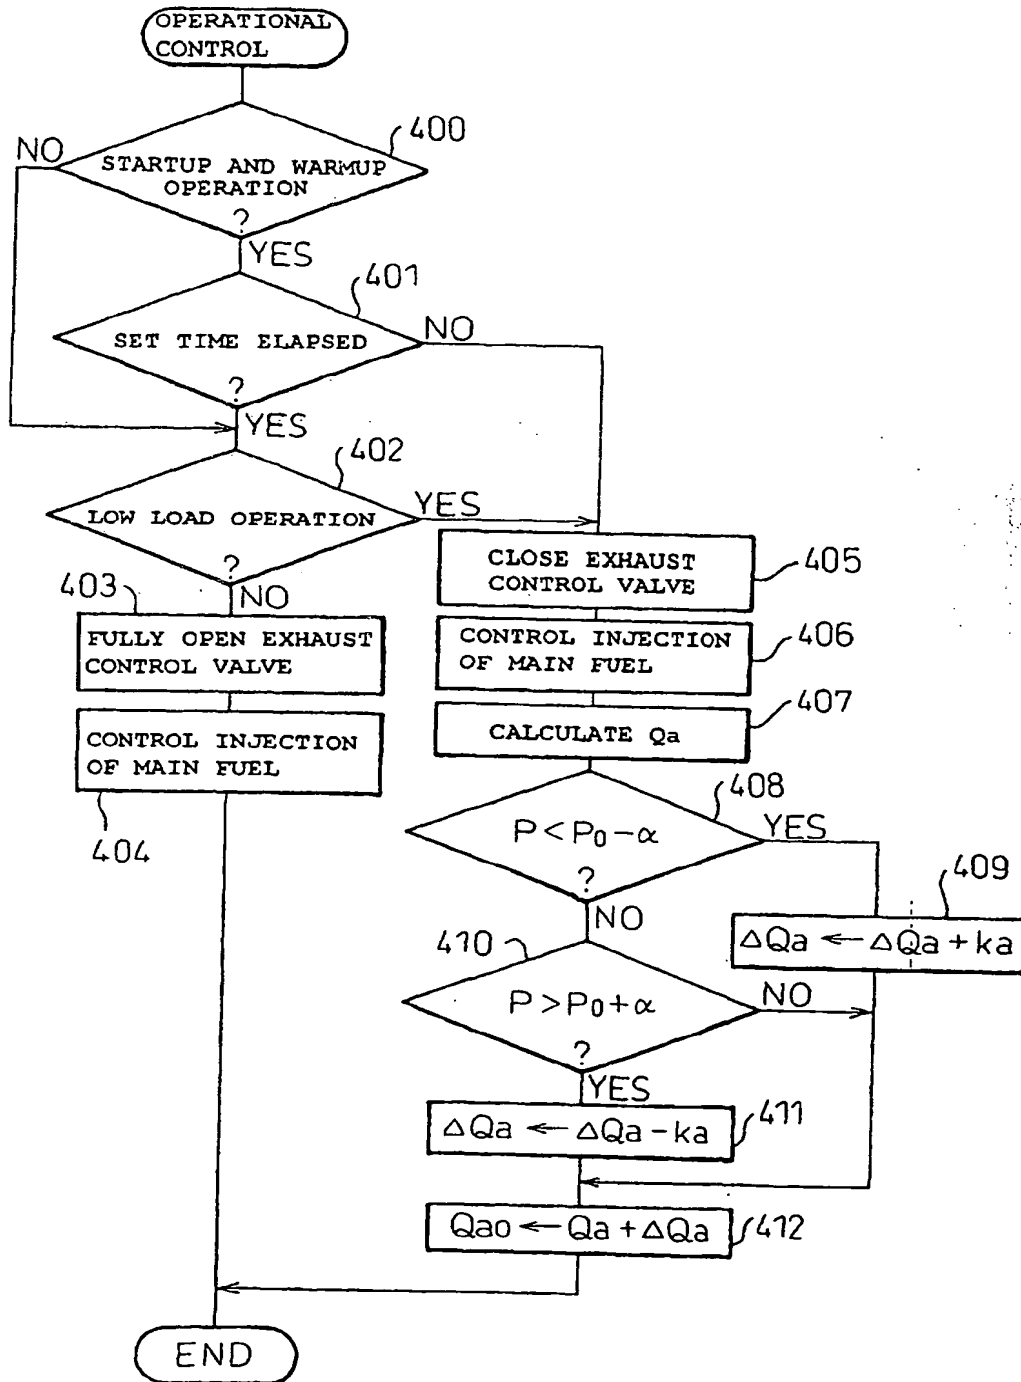 OPERATIONAL
CONTROL
400
NO
STARTUP AND WARMUP
OPERATION
?
YES
401
SET TIME ELAPSED
NO
?
YES
402
LOW LOAD OPERATION
YES
?
NO
403
FULLY OPEN EXHAUST
CONTROL VALVE
CONTROL INJECTION
OF MAIN FUEL
404
CLOSE EXHAUST
CONTROL VALVE
405
CONTROL INJECTION
OF MAIN FUEL
406
407
CALCULATE Qa
408
P < P0 - α
YES
?
NO
409
ΔQa ← ΔQa + ka
410
P > P0 + α
NO
?
YES
ΔQa ← ΔQa - ka
411
Qao ← Qa + ΔQa
412
END